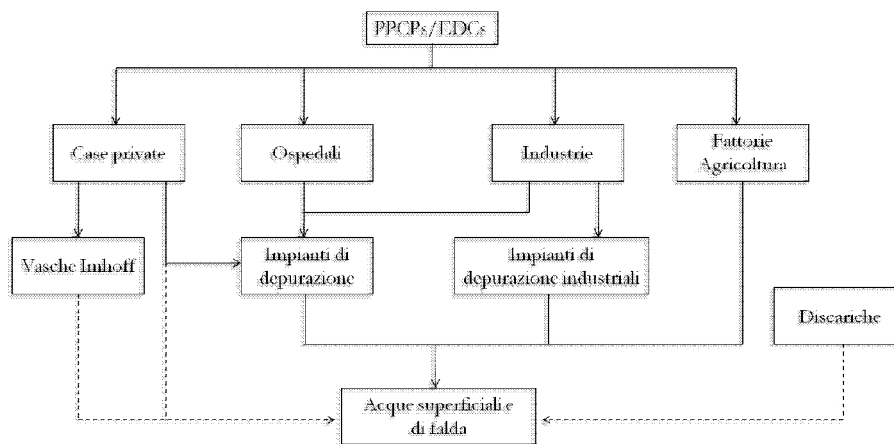 PPCPs/EDCs
Case private
Ospedali
Industrie
Fattorie
Agricoltura
Vasche Imhoff
Impianti di
depurazione
Impianti di
depurazione industriali
Discariche
Acque superficiali e
di falda